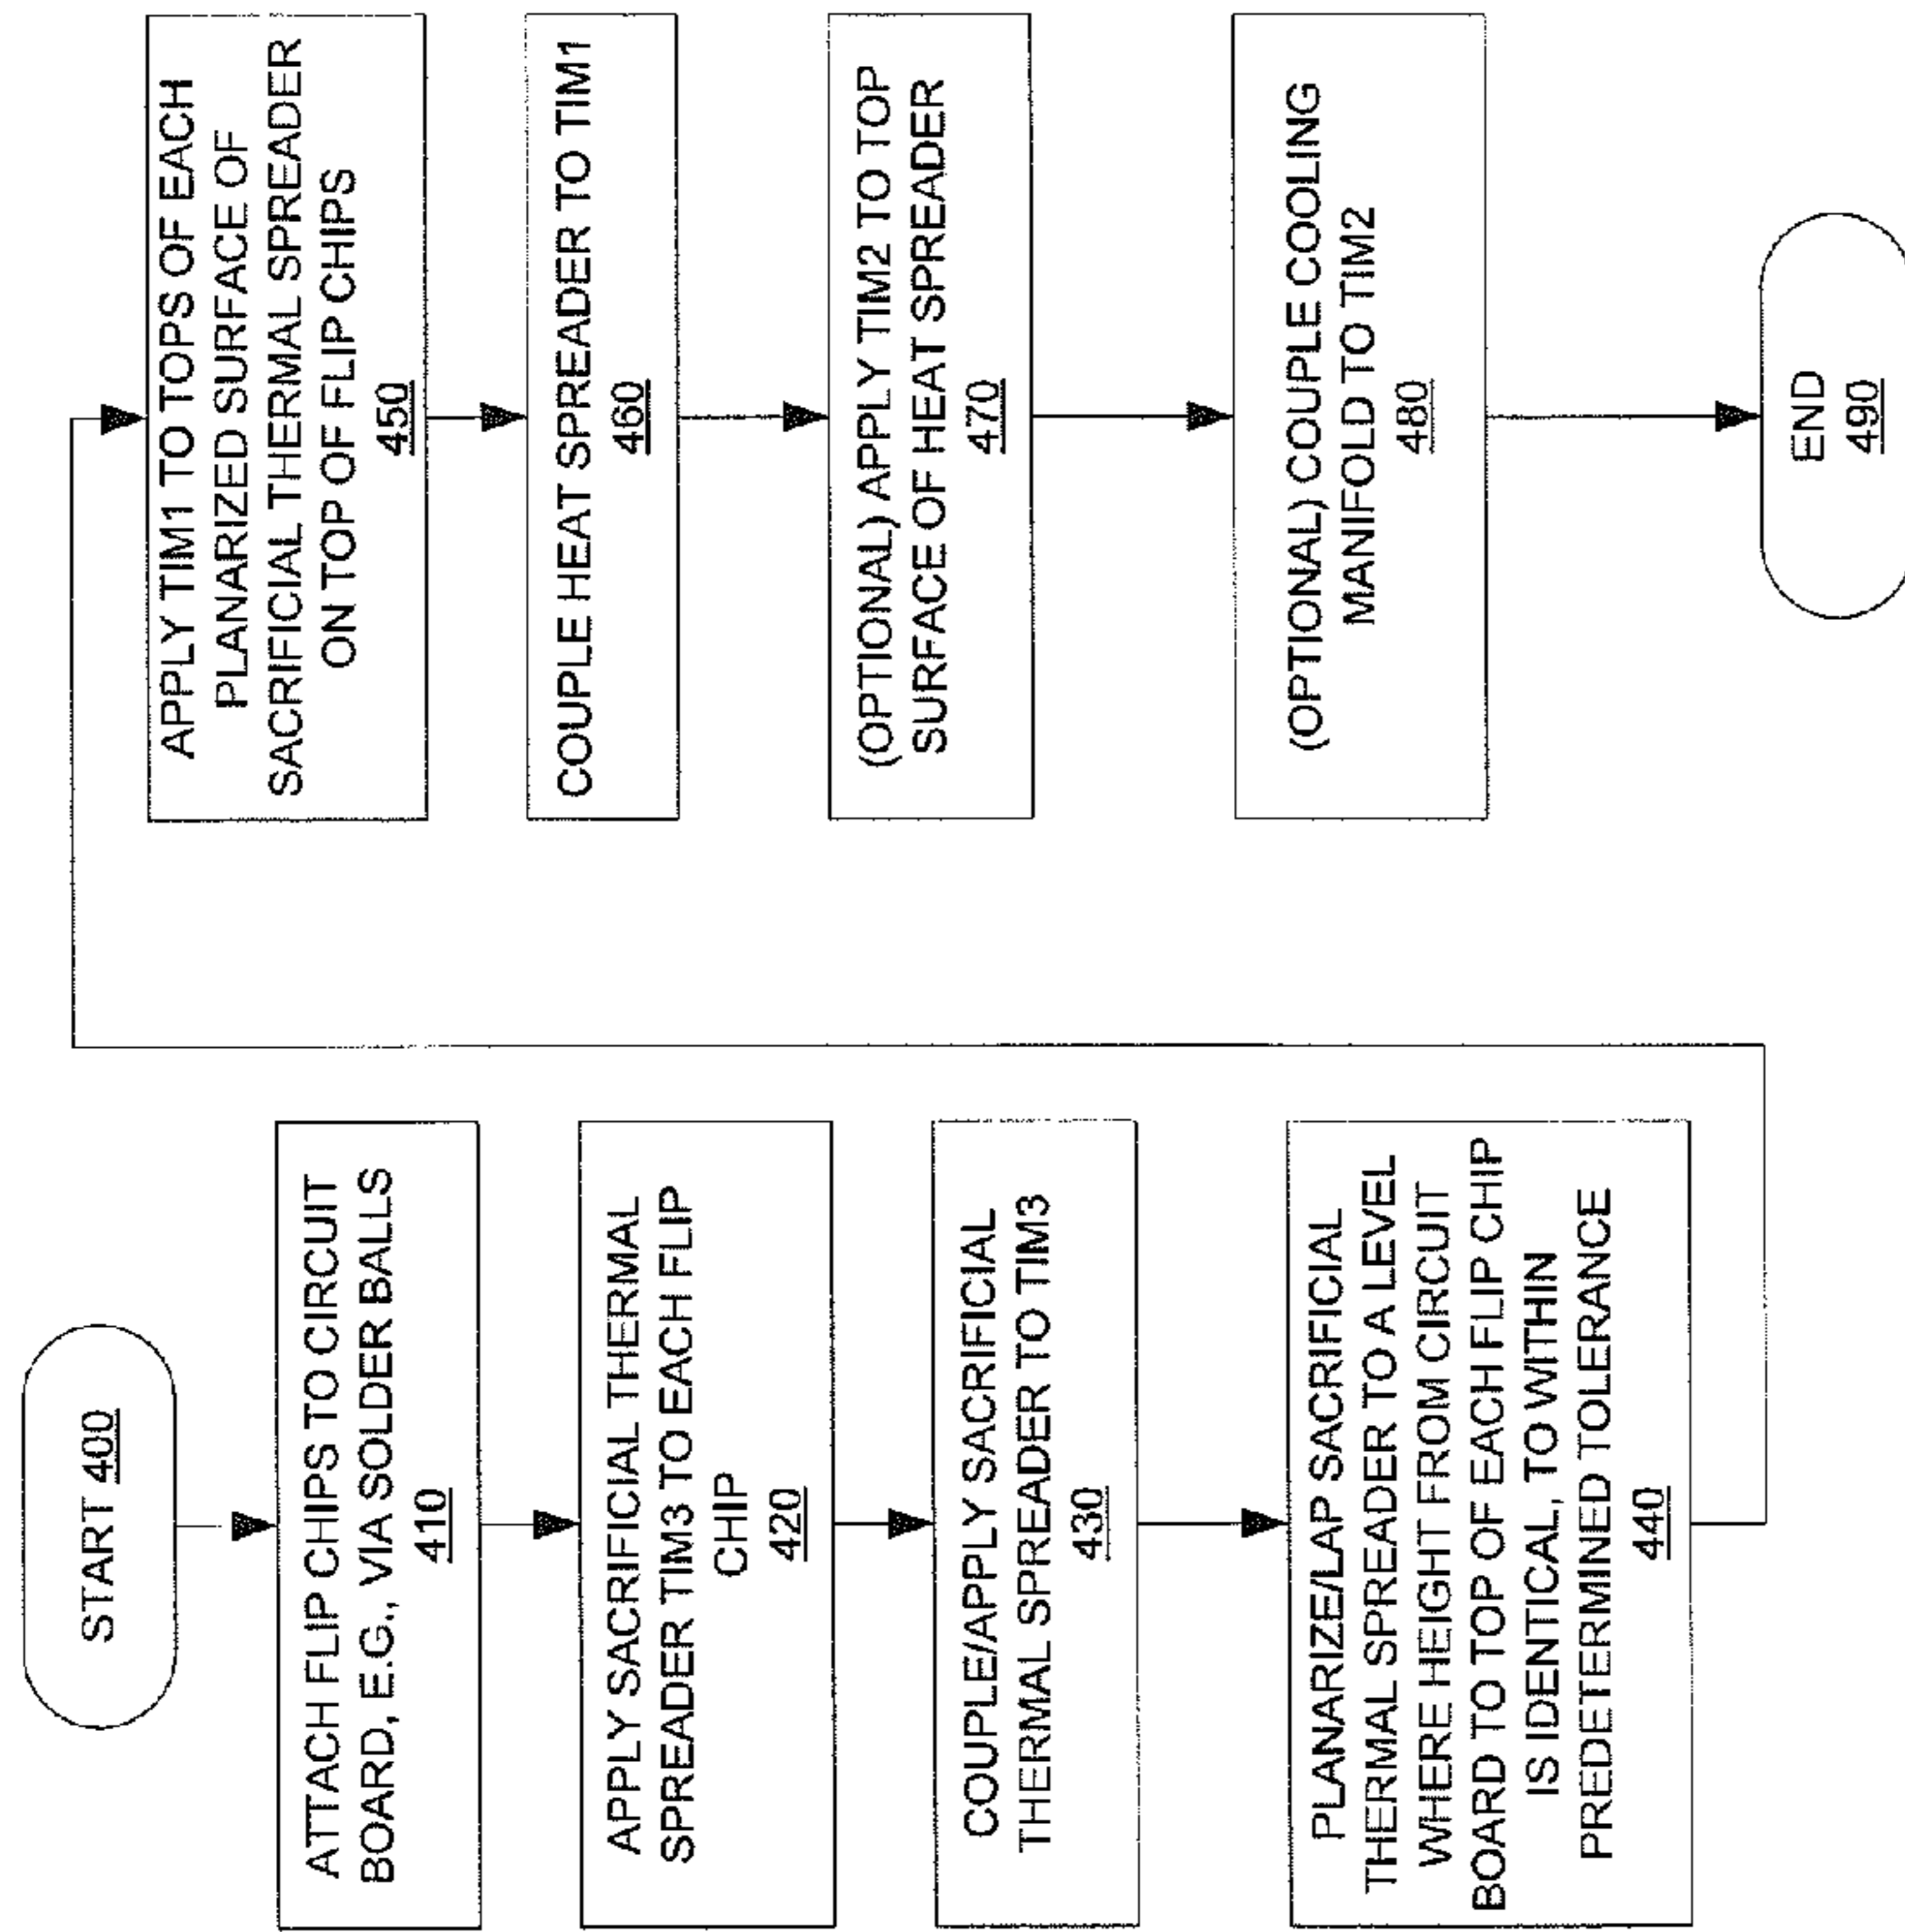 START 400
ATTACH FLIP CHIPS TO CIRCUIT
BOARD, E.G., VIA SOLDER BALLS
410
APPLY SACRIFICIAL THERMAL
SPREADER TIM3 TO EACH FLIP
CHIP
420
COUPLE/APPLY SACRIFICIAL
THERMAL SPREADER TO TIM3
430
PLANARIZE/LAP SACRIFICIAL
THERMAL SPREADER TO A LEVEL
WHERE HEIGHT FROM CIRCUIT
BOARD TO TOP OF EACH FLIP CHIP
IS IDENTICAL, TO WITHIN
PREDETERMINED TOLERANCE
440
APPLY TIM1 TO TOPS OF EACH
PLANARIZED SURFACE OF
SACRIFICIAL THERMAL SPREADER
ON TOP OF FLIP CHIPS
450
COUPLE HEAT SPREADER TO TIM1
460
(OPTIONAL) APPLY TIM2 TO TOP
SURFACE OF HEAT SPREADER
470
(OPTIONAL) COUPLE COOLING
MANIFOLD TO TIM2
480
END
490